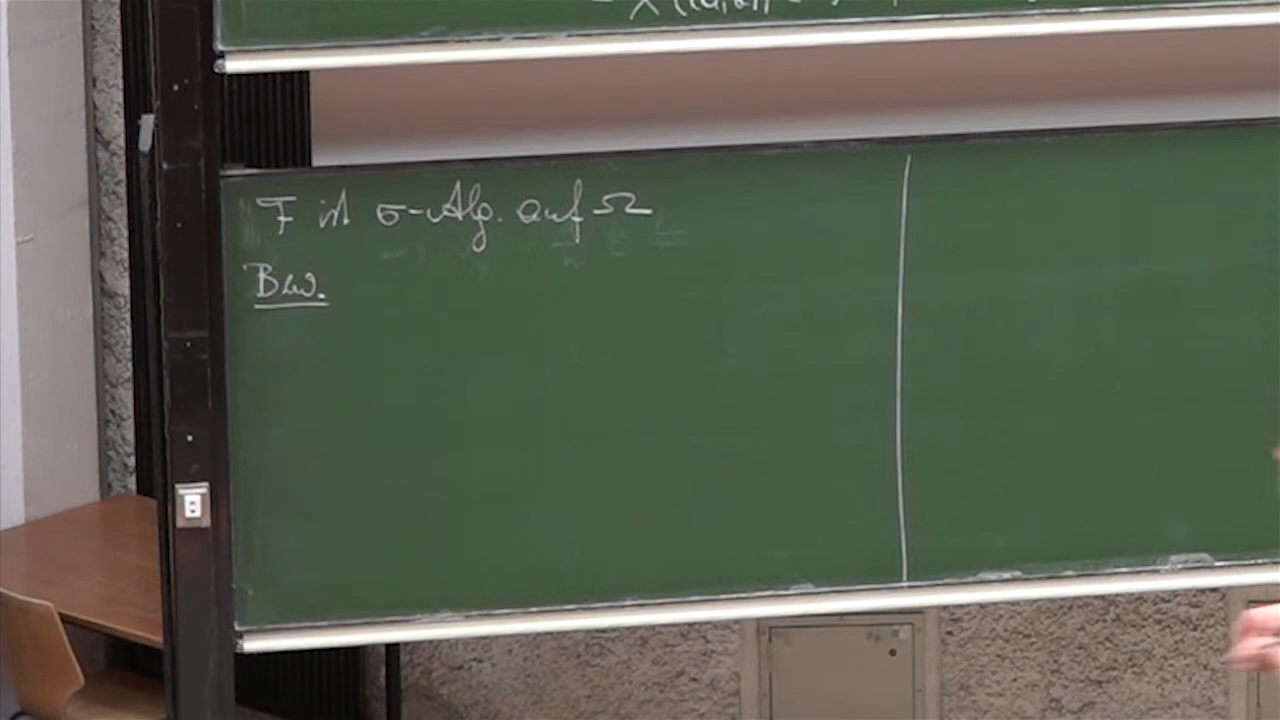 F ist σ-Alg. auf Ω
Bew.